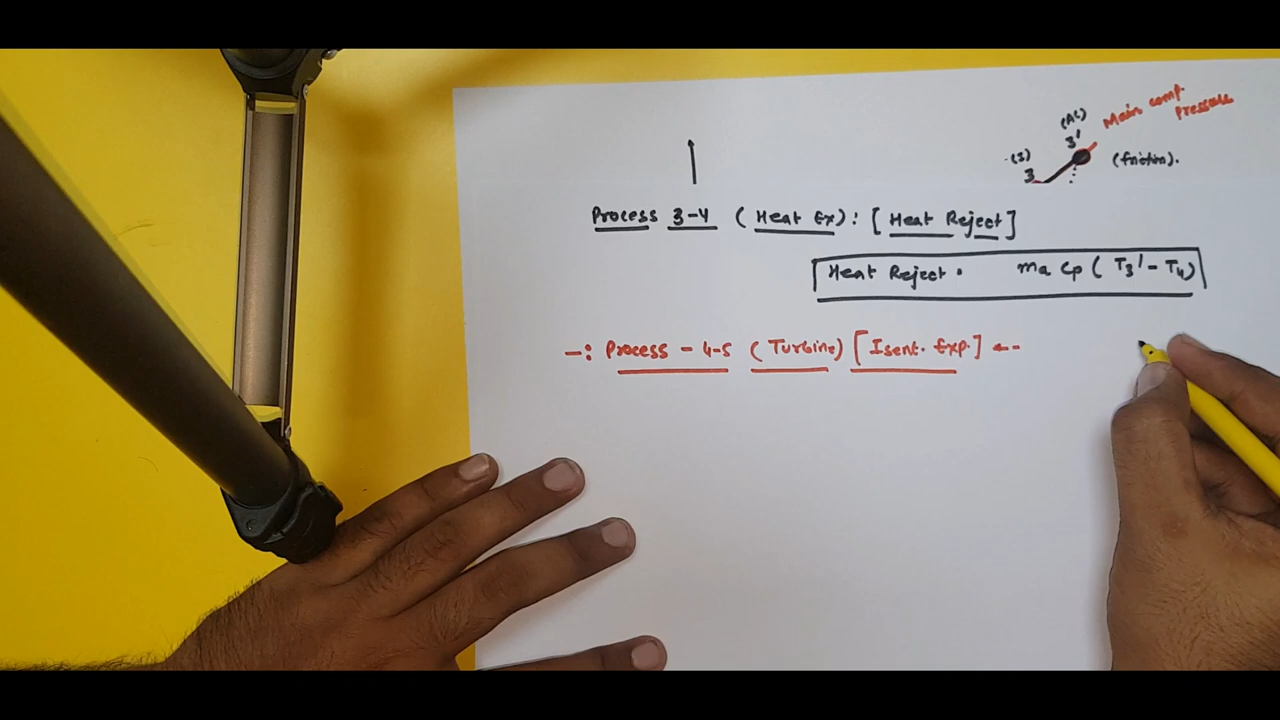 Main comp. Pressure
(Ac)
3'
(S)
3
(friction).
Process 3-4 (Heat Ex) : [Heat Reject]
Heat Reject. ma Cp ( T3' - T4)
-: Process - 4-5 (Turbine) [Isent. Exp.] ←-